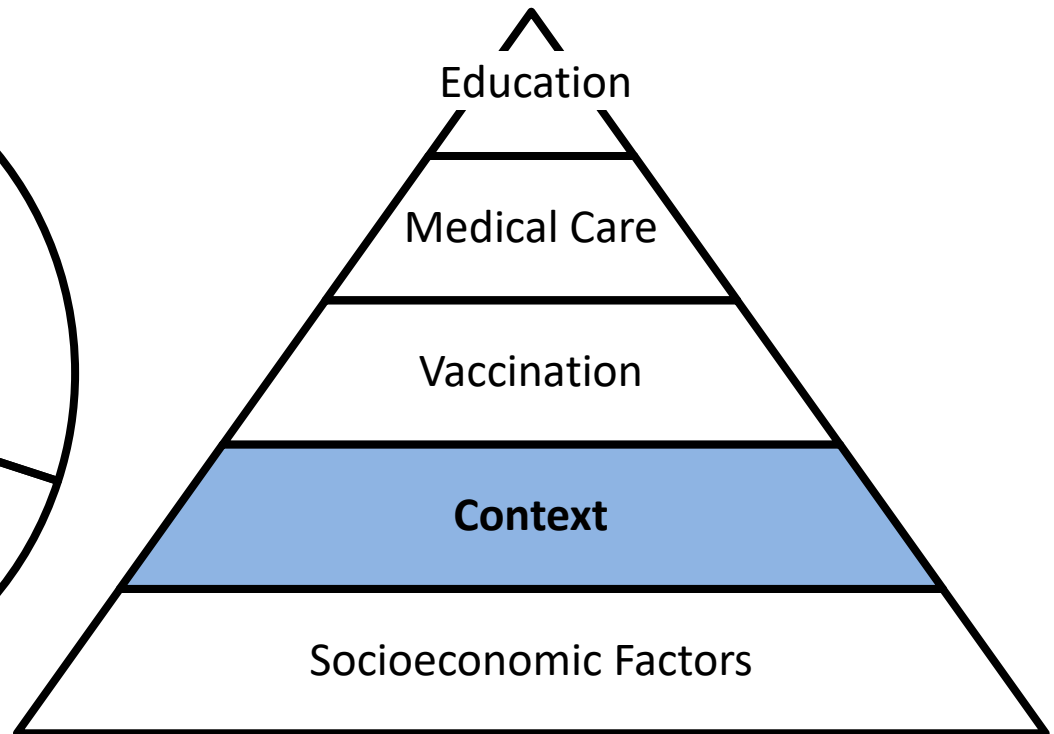 Education
Medical Care
Vaccination
Context
Socioeconomic Factors